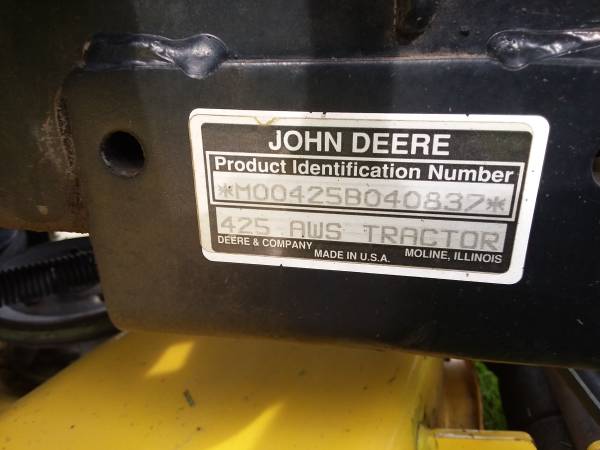 JOHN DEERE
Product Identification Number
*M00425B040837*
425 AWS TRACTOR
DEERE & COMPANY MADE IN U.S.A. MOLINE, ILLINOIS